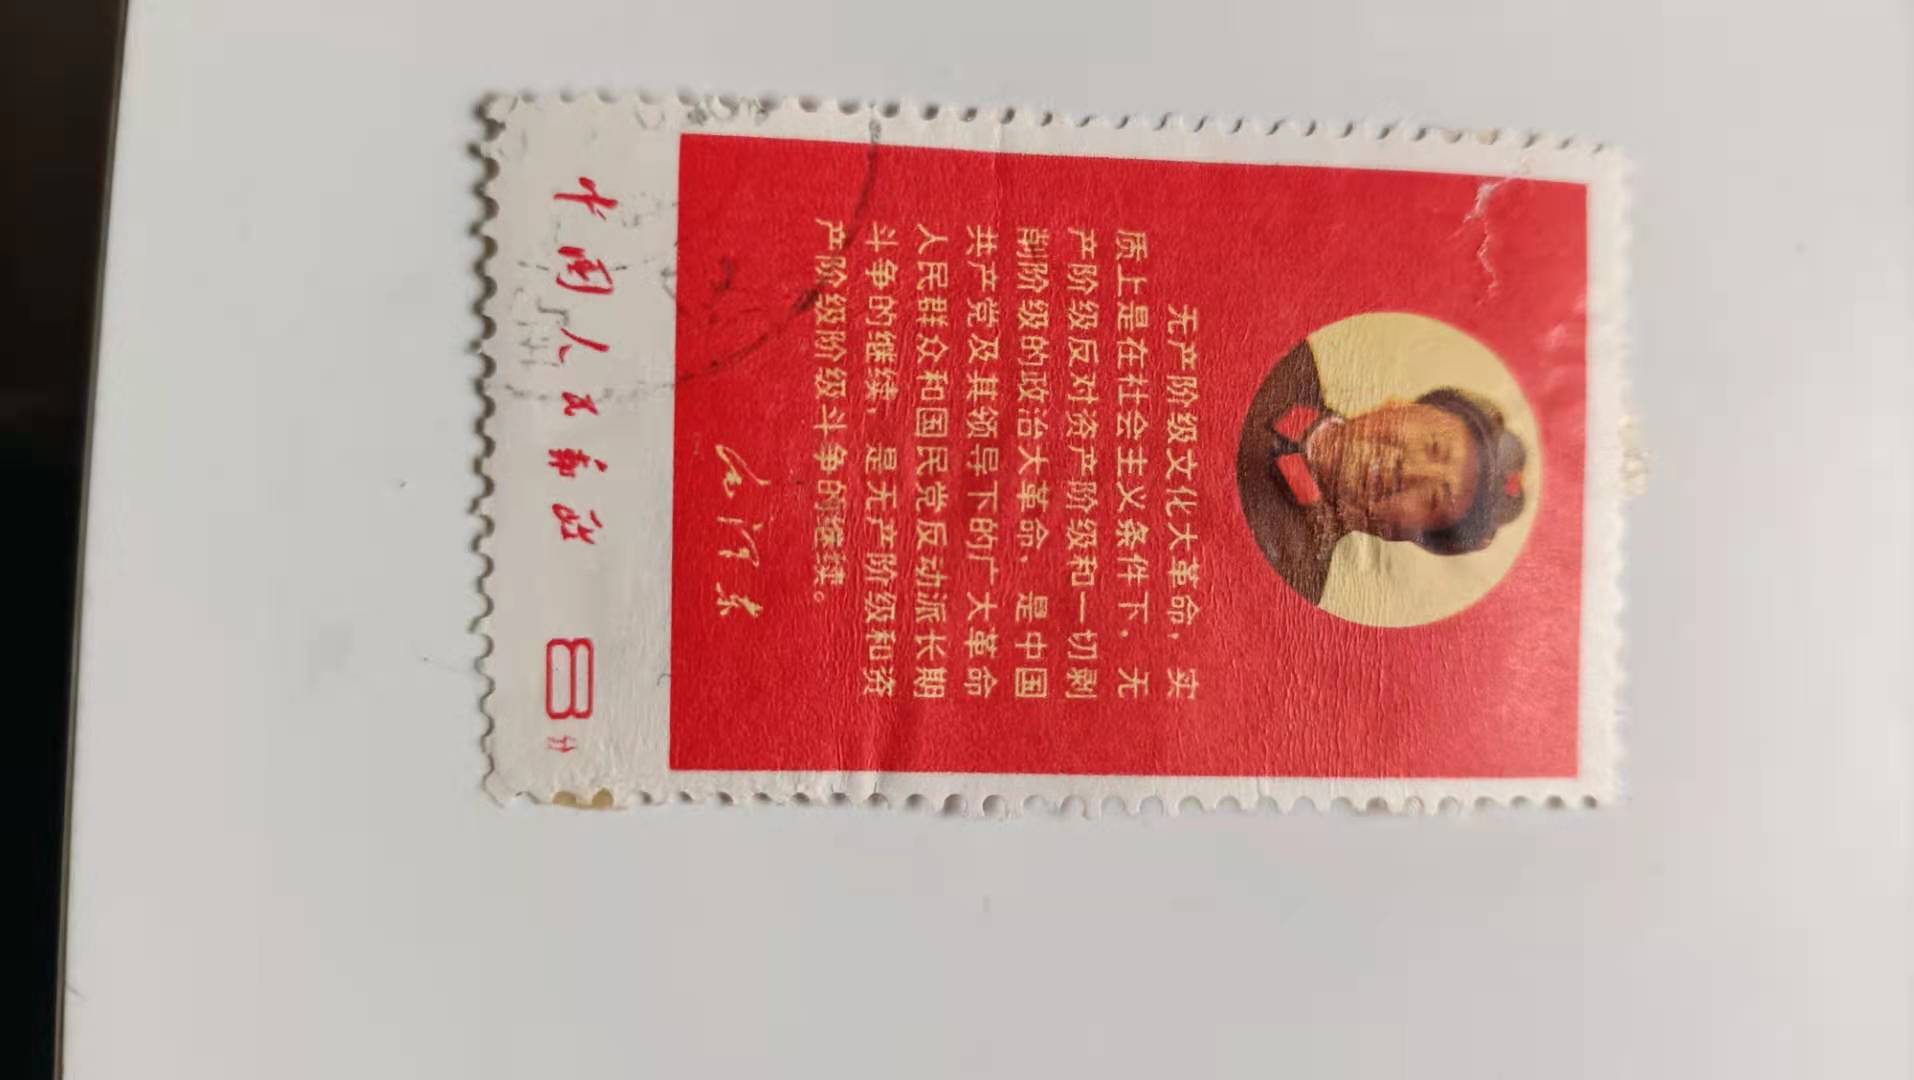 无产阶级文化大革命，实
质上是在社会主义条件下，无
产阶级反对资产阶级和一切剥
削阶级的政治大革命，是中国
共产党及其领导下的广大革命
人民群众和国民党反动派长期
斗争的继续，是无产阶级和资
产阶级阶级斗争的继续。
毛泽东
中国人民邮政 8分